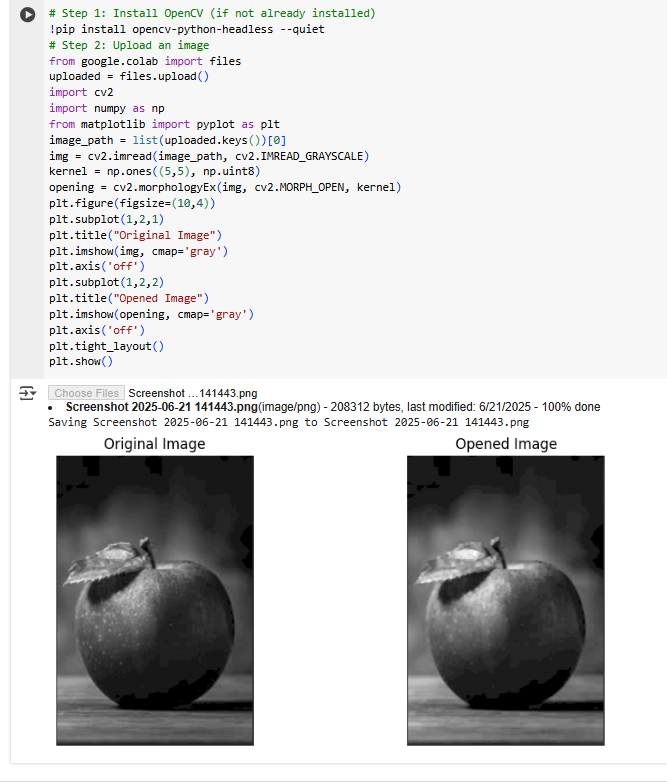 # Step 1: Install OpenCV (if not already installed)
!pip install opencv-python-headless --quiet
# Step 2: Upload an image
from google.colab import files
uploaded = files.upload()
import cv2
import numpy as np
from matplotlib import pyplot as plt
image_path = list(uploaded.keys())[0]
img = cv2.imread(image_path, cv2.IMREAD_GRAYSCALE)
kernel = np.ones((5,5), np.uint8)
opening = cv2.morphologyEx(img, cv2.MORPH_OPEN, kernel)
plt.figure(figsize=(10,4))
plt.subplot(1,2,1)
plt.title("Original Image")
plt.imshow(img, cmap='gray')
plt.axis('off')
plt.subplot(1,2,2)
plt.title("Opened Image")
plt.imshow(opening, cmap='gray')
plt.axis('off')
plt.tight_layout()
plt.show()
Choose Files Screenshot ...141443.png
• Screenshot 2025-06-21 141443.png(image/png) - 208312 bytes, last modified: 6/21/2025 - 100% done
Saving Screenshot 2025-06-21 141443.png to Screenshot 2025-06-21 141443.png
Original Image Opened Image